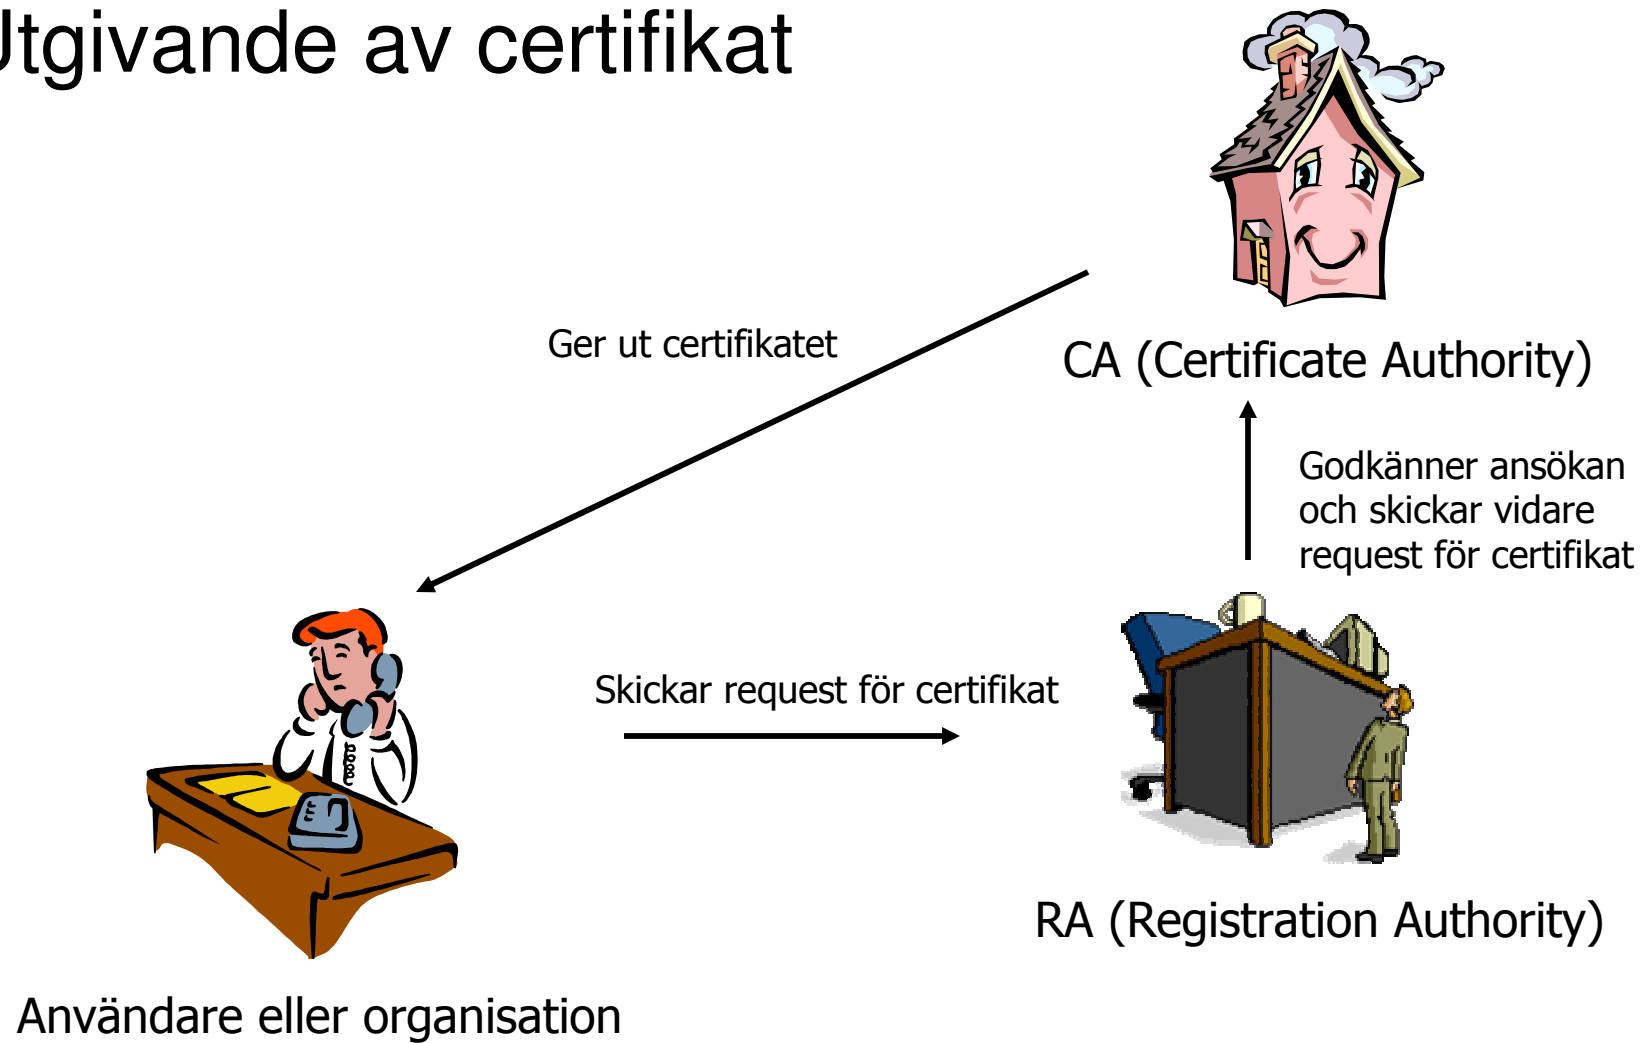 Utgivande av certifikat
Ger ut certifikatet
CA (Certificate Authority)
Godkänner ansökan
och skickar vidare
request för certifikat
Skickar request för certifikat
RA (Registration Authority)
Användare eller organisation